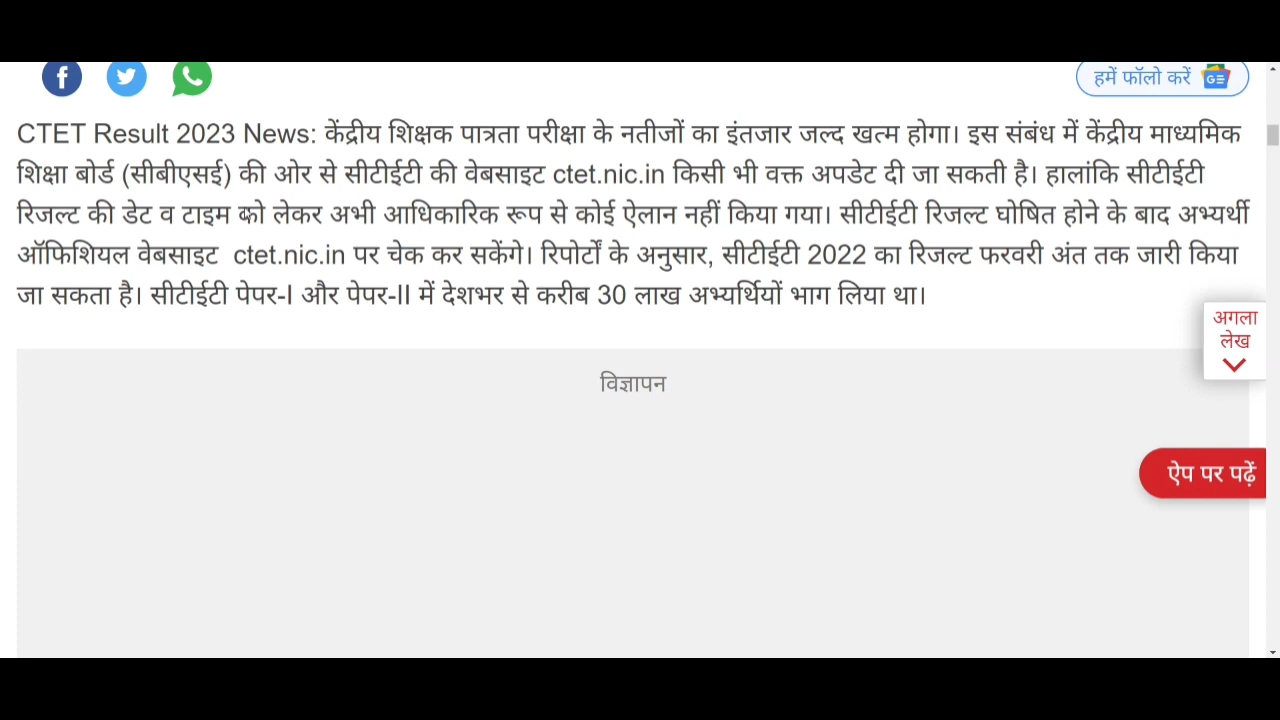 हमें फॉलो करें
CTET Result 2023 News: केंद्रीय शिक्षक पात्रता परीक्षा के नतीजों का इंतजार जल्द खत्म होगा। इस संबंध में केंद्रीय माध्यमिक
शिक्षा बोर्ड (सीबीएसई) की ओर से सीटीईटी की वेबसाइट ctet.nic.in किसी भी वक्त अपडेट दी जा सकती है। हालांकि सीटीईटी
रिजल्ट की डेट व टाइम को लेकर अभी आधिकारिक रूप से कोई ऐलान नहीं किया गया। सीटीईटी रिजल्ट घोषित होने के बाद अभ्यर्थी
ऑफिशियल वेबसाइट ctet.nic.in पर चेक कर सकेंगे। रिपोर्टों के अनुसार, सीटीईटी 2022 का रिजल्ट फरवरी अंत तक जारी किया
जा सकता है। सीटीईटी पेपर-I और पेपर-II में देशभर से करीब 30 लाख अभ्यर्थियों भाग लिया था।
अगला
लेख
विज्ञापन
ऐप पर पढ़ें